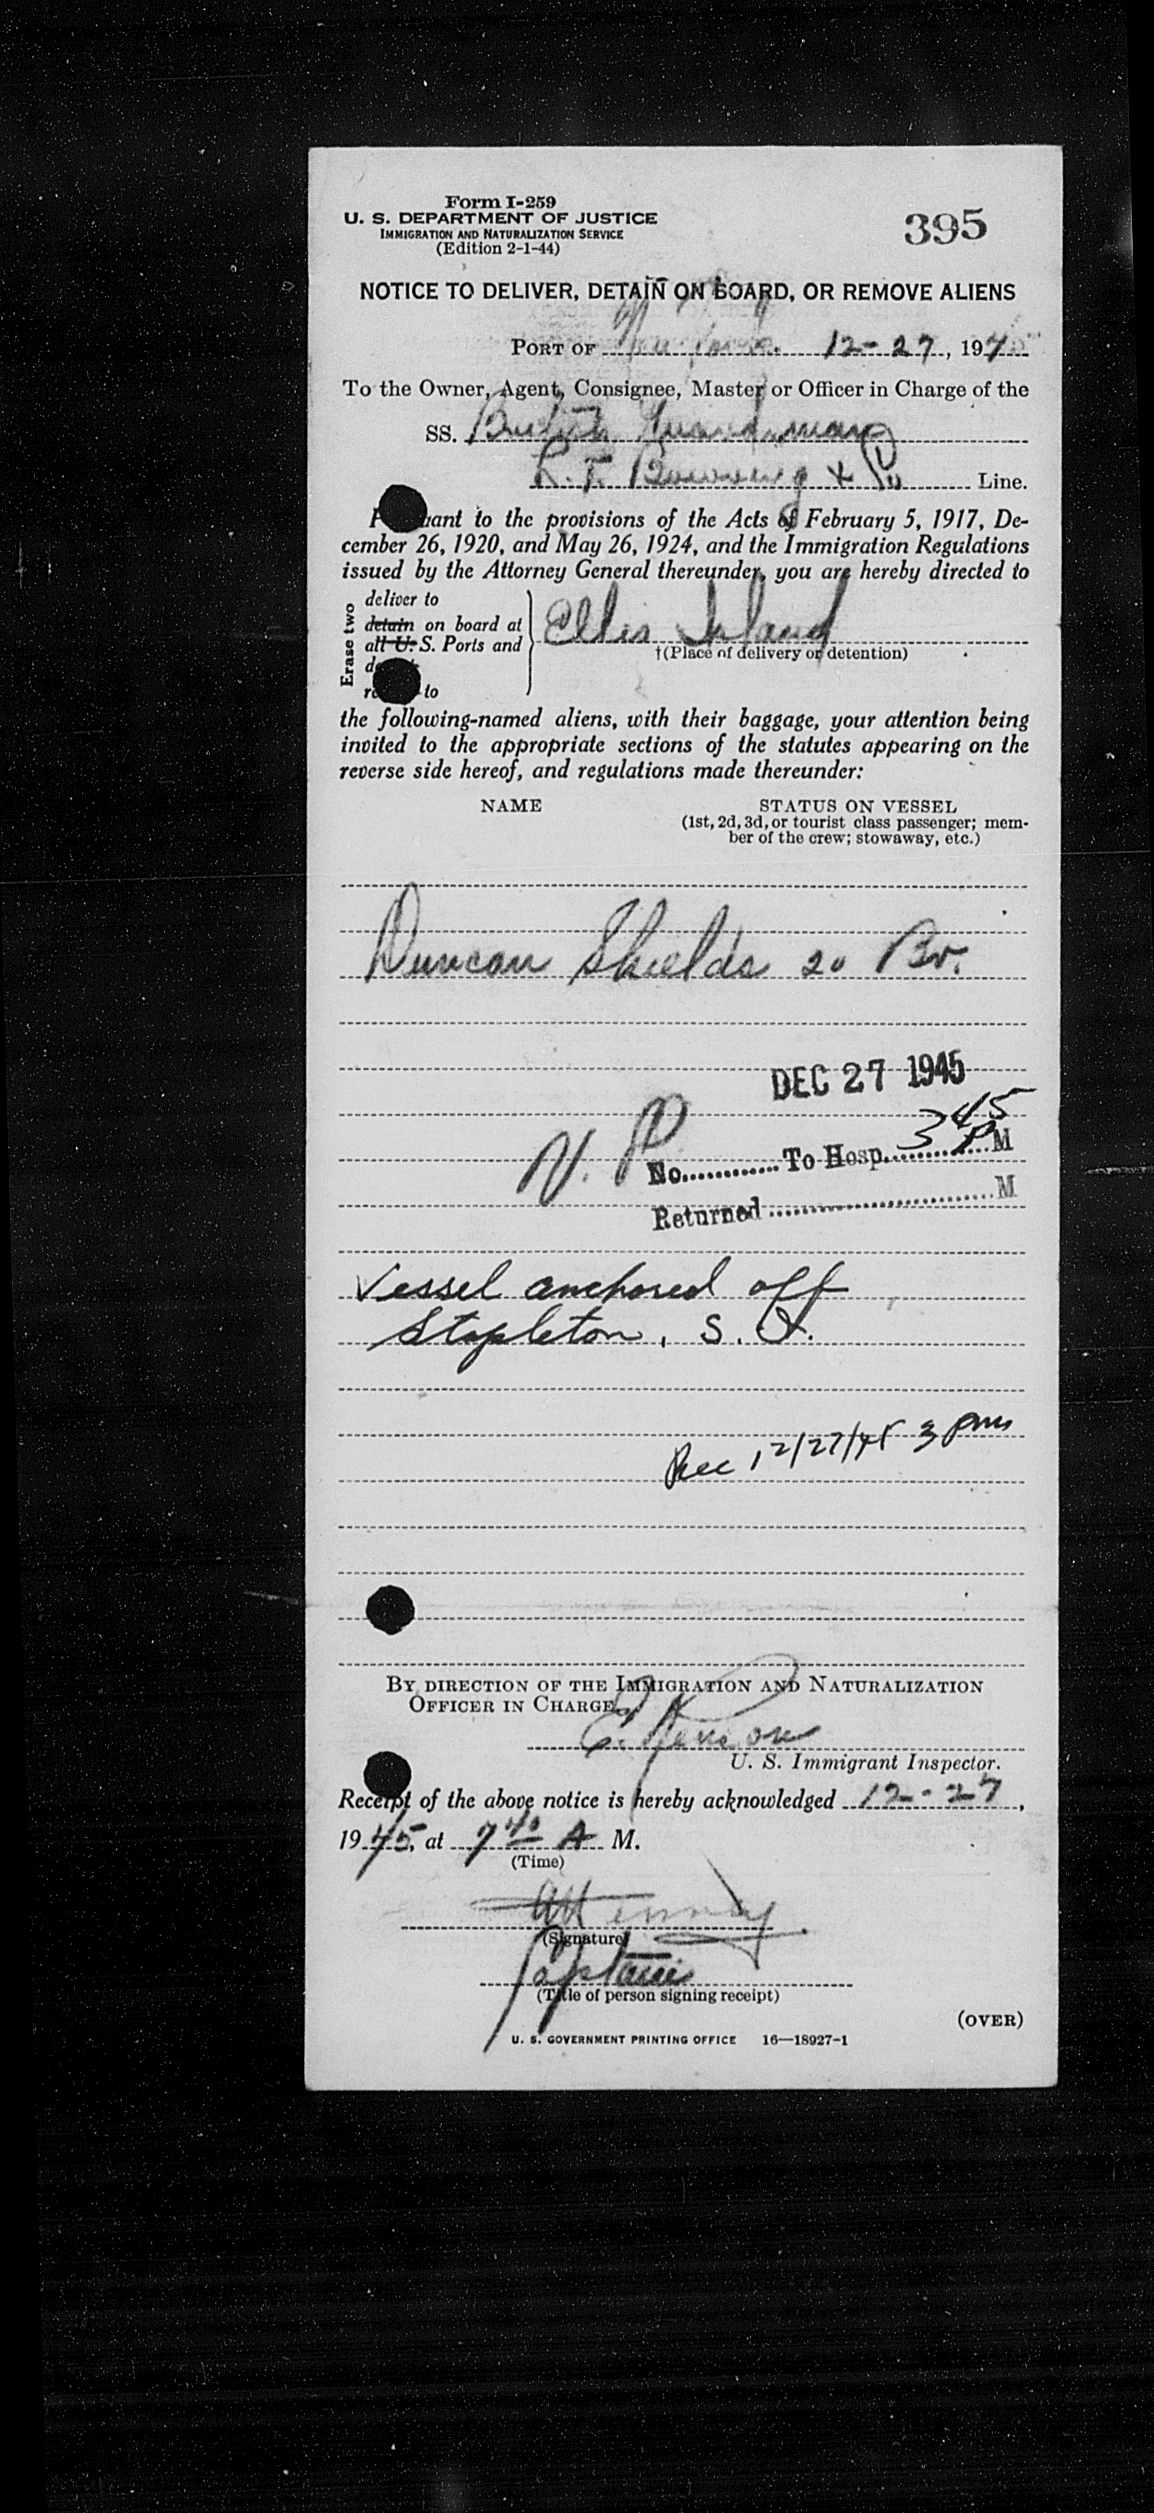 Form I-259
U. S. DEPARTMENT OF JUSTICE
IMMIGRATION AND NATURALIZATION SERVICE
(Edition 2-1-44)
395
NOTICE TO DELIVER, DETAIN ON BOARD, OR REMOVE ALIENS
PORT OF New York. 12-27, 1945
To the Owner, Agent, Consignee, Master or Officer in Charge of the
SS. British Guardsman
Line.
uant to the provisions of the Acts of February 5, 1917, De-
cember 26, 1920, and May 26, 1924, and the Immigration Regulations
issued by the Attorney General thereunder, you are hereby directed to
Erase two
deliver to
detain on board at
all U. S. Ports and
to
Ellis Island
†(Place of delivery or detention)
the following-named aliens, with their baggage, your attention being
invited to the appropriate sections of the statutes appearing on the
reverse side hereof, and regulations made thereunder:
NAME STATUS ON VESSEL
(1st, 2d, 3d, or tourist class passenger; mem-
ber of the crew; stowaway, etc.)
Duncan Shields 20 Br.
DEC 27 1945
No. To Hosp. 3 45 P M
Returned M
Vessel anchored off
Stapleton, S. I.
Rec 12/27/45 3 pm
BY DIRECTION OF THE IMMIGRATION AND NATURALIZATION
OFFICER IN CHARGE
U. S. Immigrant Inspector.
Receipt of the above notice is hereby acknowledged 12-27,
1945, at 7 40 A M.
(Time)
(Signature)
Captain
(Title of person signing receipt)
(OVER)
U. S. GOVERNMENT PRINTING OFFICE 16—18927-1